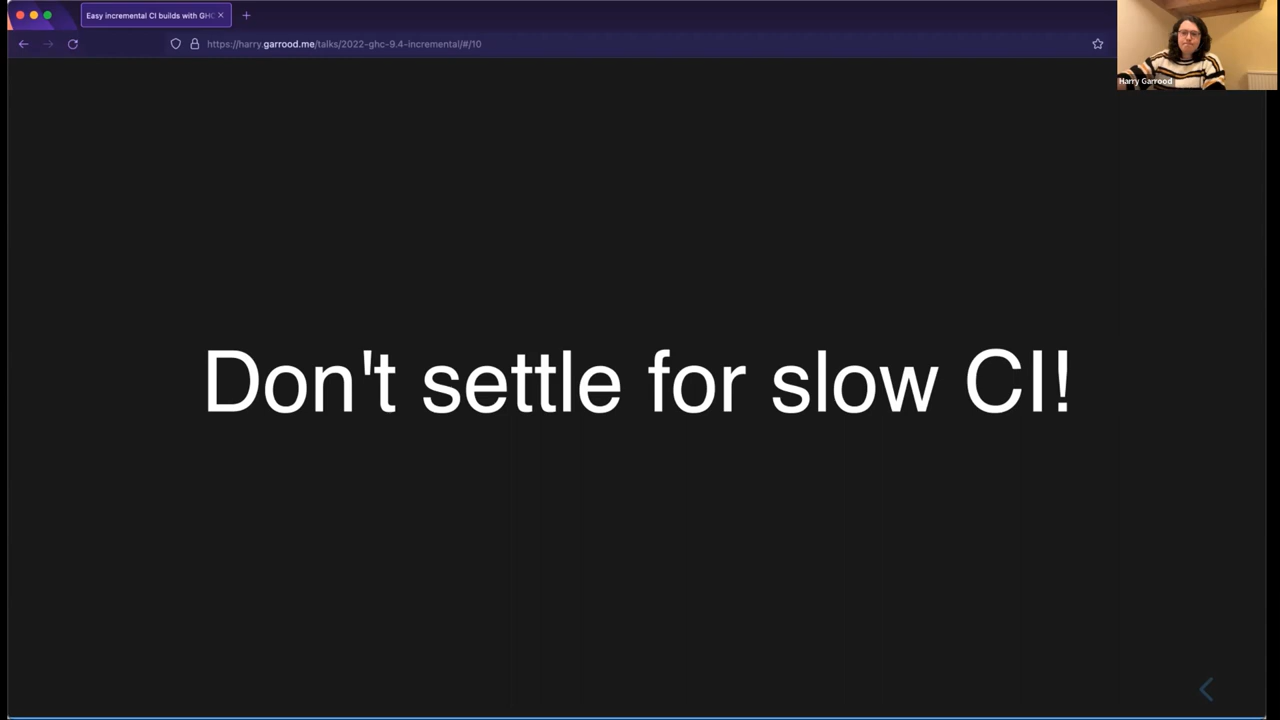 Easy incremental CI builds with GHC
https://harry.garrood.me/talks/2022-ghc-9.4-incremental/#/10
Harry Garrood
Don't settle for slow CI!